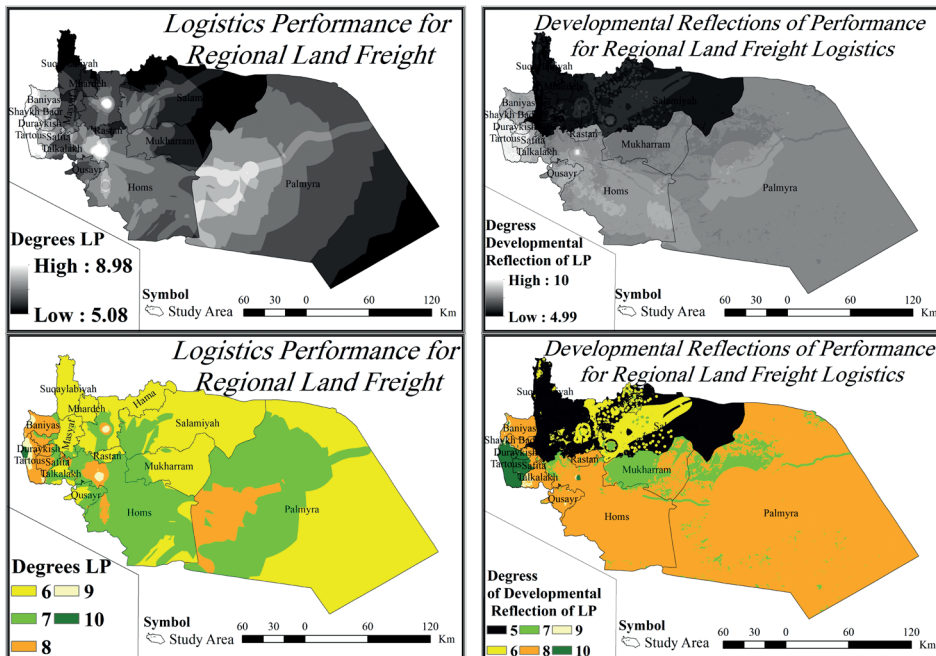 Logistics Performance for
Regional Land Freight
Suqaylabiyah
Mhardeh
Baniyas
Masyaf
Salam
Shaykh Badr
Duraykish
Rastan
Tartous Safita
Mukharram
Talkalakh
Qusayr
Homs
Palmyra
Degrees LP
High : 8.98
Low : 5.08
Symbol
Study Area
60 30 0 60 120
Km
Developmental Reflections of Performance
for Regional Land Freight Logistics
Suqaylabiyah
Baniyas
Salamiyah
Shaykh Badr
Duraykish
Rastan
Tartous Safita
Mukharram
Talkalakh
Qusayr
Homs
Palmyra
Degress
Developmental
Reflection of LP
High : 10
Low : 4.99
Symbol
Study Area
60 30 0 60 120
Km
Logistics Performance for
Regional Land Freight
Suqaylabiyah
Mhardeh
Hama
Baniyas
Masyaf
Salamiyah
Duraykish
Tartous Safita
Rastan
Talkalakh
Mukharram
Qusayr
Homs
Palmyra
Degrees LP
6 9
7 10
8
Symbol
Study Area
60 30 0 60 120
Km
Developmental Reflections of Performance
for Regional Land Freight Logistics
Suqaylabiyah
Baniyas
Shaykh Badr
Duraykish
Rastan
Tartous Safita
Mukharram
Talkalakh
Qusayr
Homs
Palmyra
Degress
of Developmental
Reflection of LP
5 7 9
6 8 10
Symbol
Study Area
60 30 0 60 120
Km